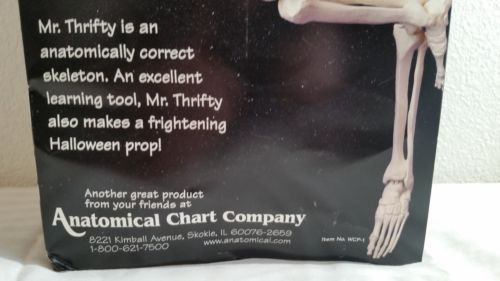 Mr. Thrifty is an
anatomically correct
skeleton. An excellent
learning tool, Mr. Thrifty
also makes a frightening
Halloween prop!
Another great product
from your friends at
Anatomical Chart Company
8221 Kimball Avenue, Skokie, IL 60076-2659
1-800-621-7500 www.anatomical.com
Item No. WCP-1